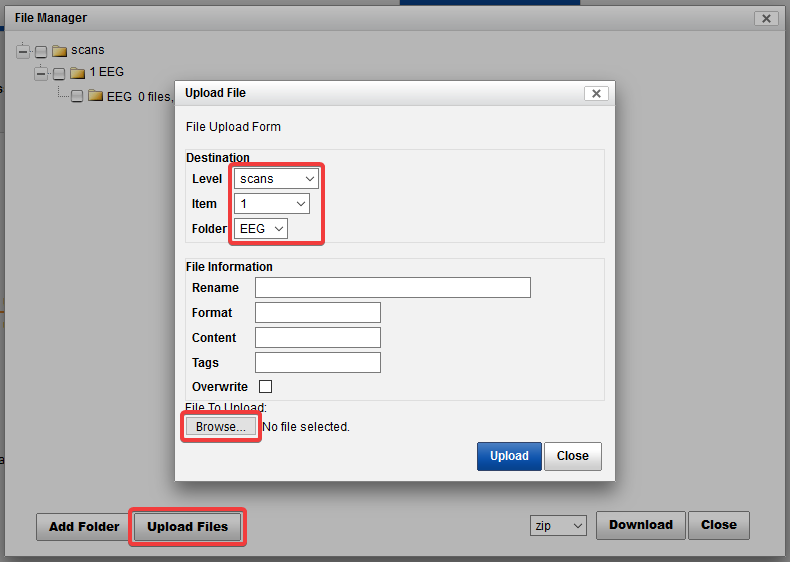 File Manager
scans
1 EEG
EEG 0 files,
Upload File
File Upload Form
Destination
Level scans
Item 1
Folder EEG
File Information
Rename
Format
Content
Tags
Overwrite
File To Upload:
Browse... No file selected.
Upload Close
Add Folder Upload Files zip Download Close